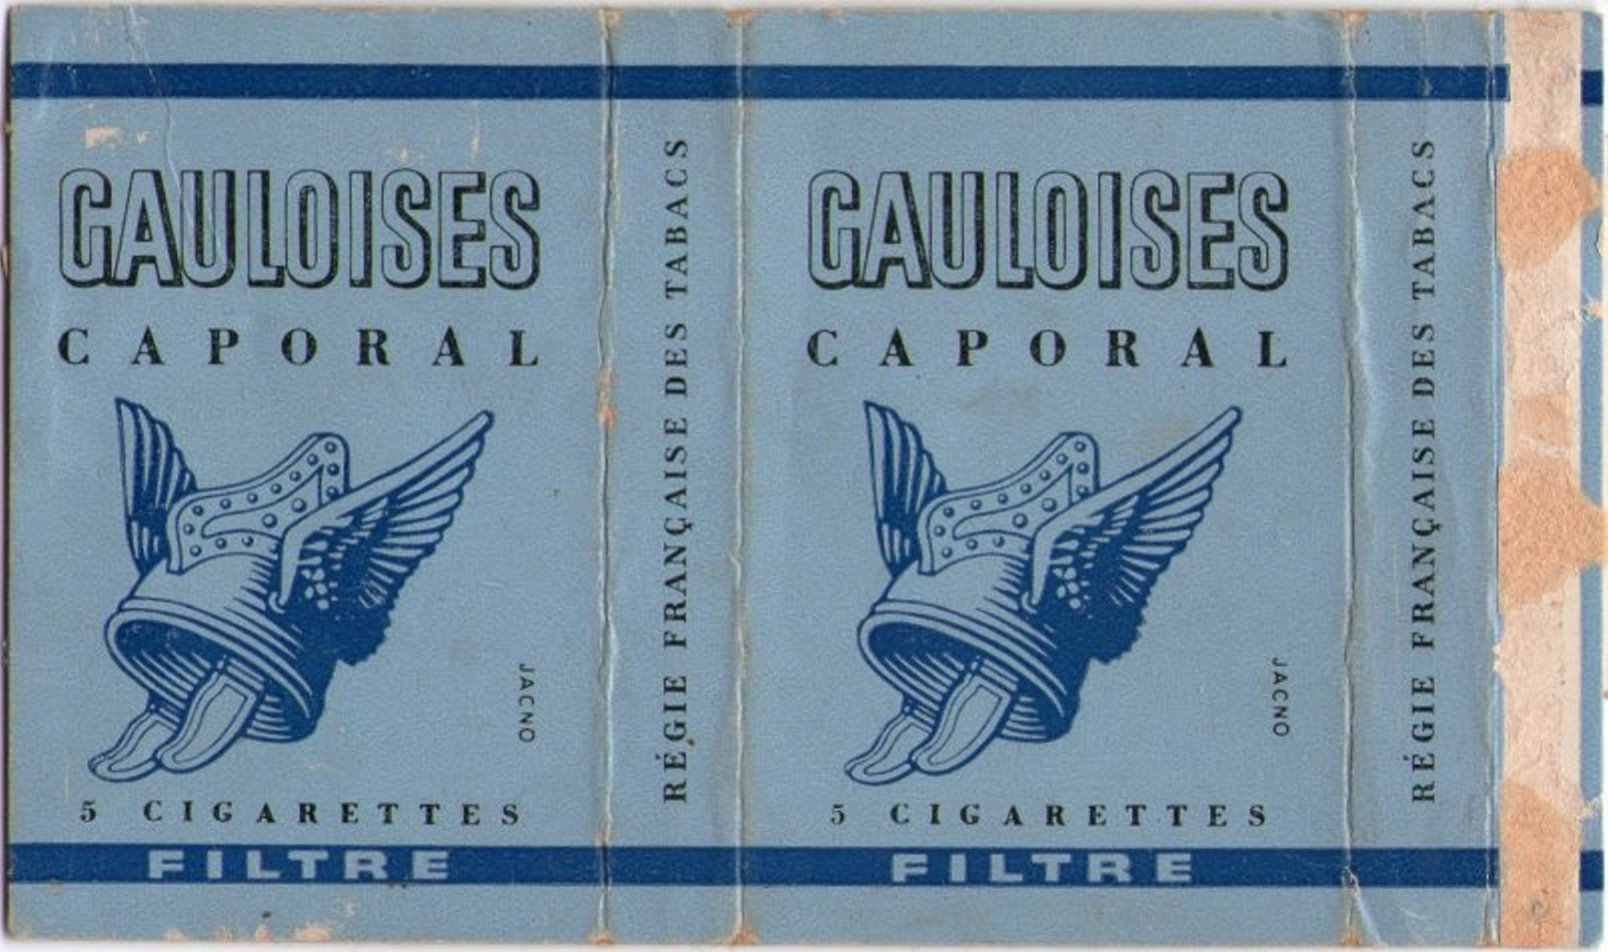 GAULOISES
CAPORAL
JACNO
5 CIGARETTES
FILTRE
RÉGIE FRANÇAISE DES TABACS
GAULOISES
CAPORAL
JACNO
5 CIGARETTES
FILTRE
RÉGIE FRANÇAISE DES TABACS